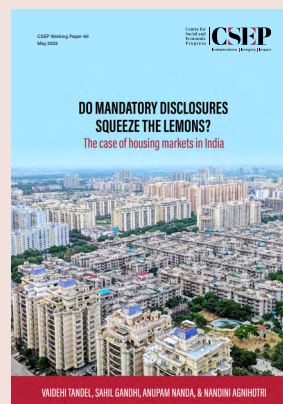 CSEP Working Paper-50
May 2023
Centre for
Social and
Economic
Progress
CSEP
Independence | Integrity | Impact
DO MANDATORY DISCLOSURES
SQUEEZE THE LEMONS?
The case of housing markets in India
VAIDEHI TANDEL, SAHIL GANDHI, ANUPAM NANDA, & NANDINI AGNIHOTRI